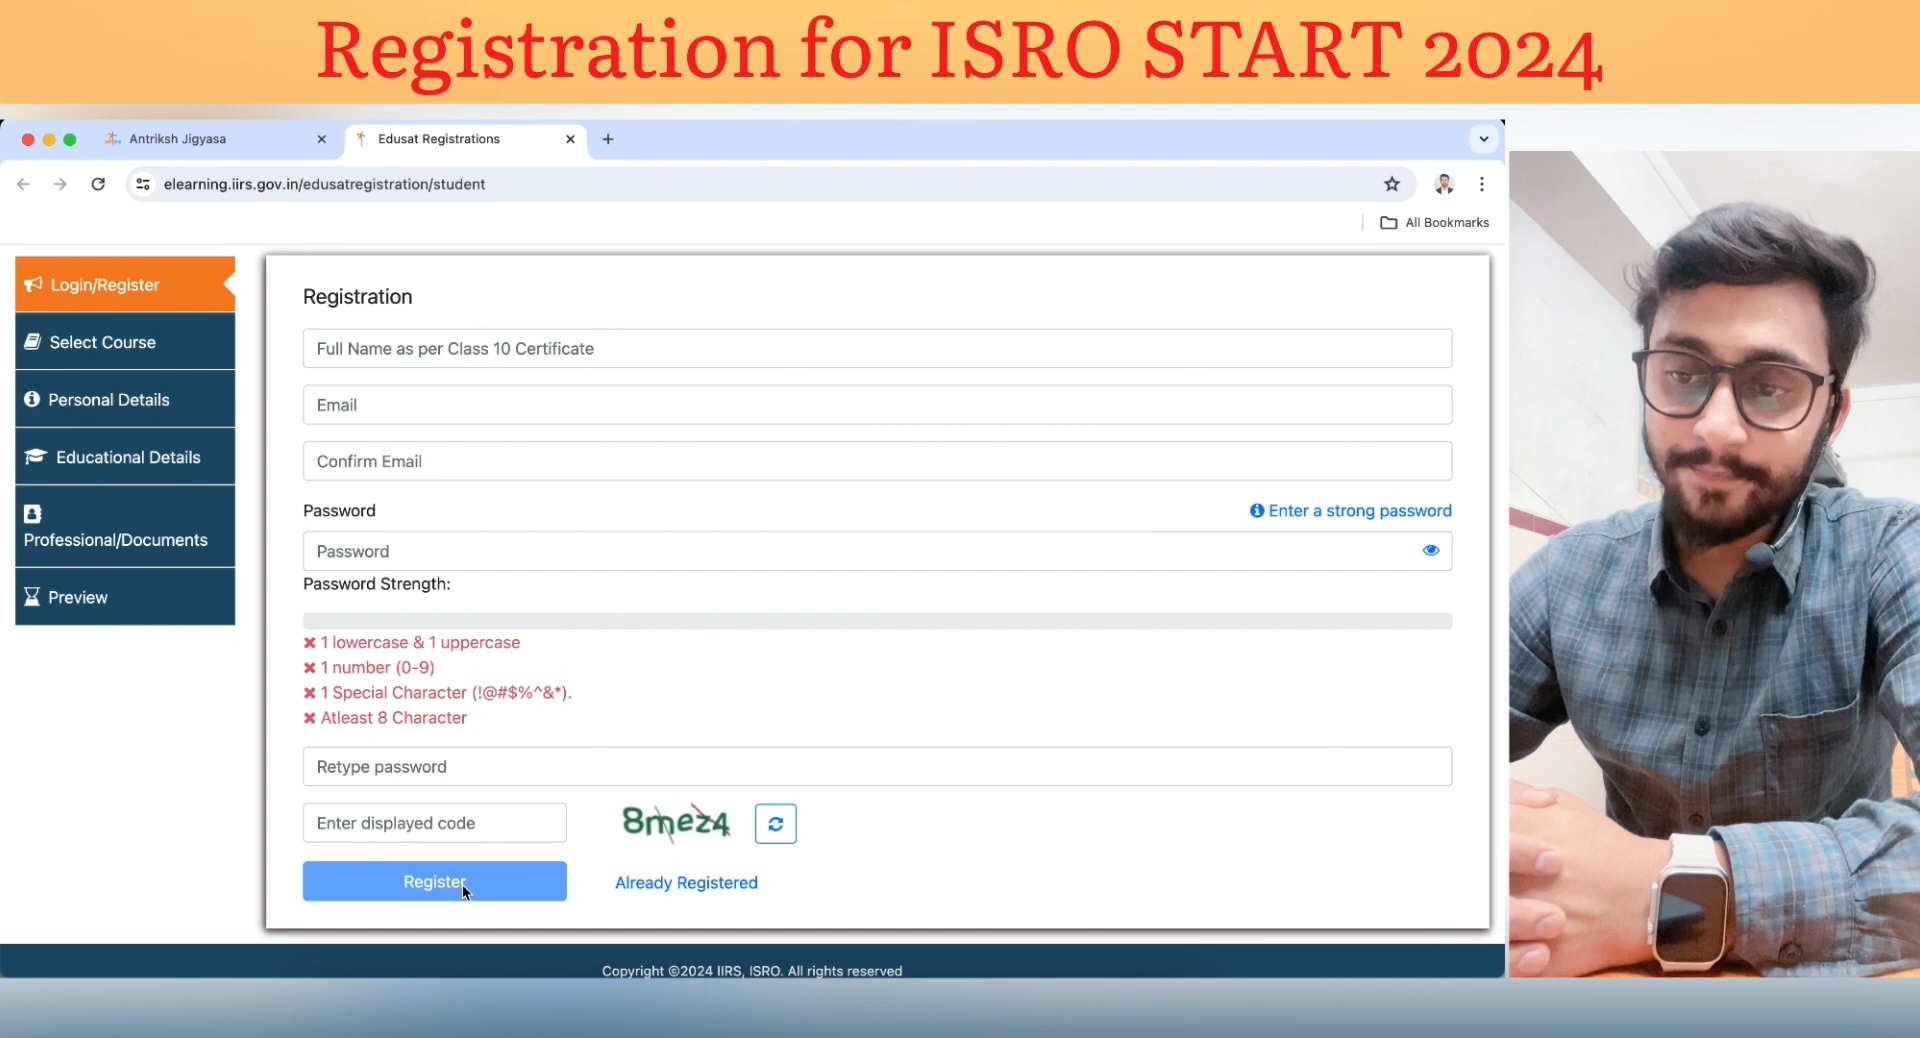 Registration for ISRO START 2024
Antriksh Jigyasa
Edusat Registrations
elearning.iirs.gov.in/edusatregistration/student
All Bookmarks
Login/Register
Select Course
Personal Details
Educational Details
Professional/Documents
Preview
Registration
Full Name as per Class 10 Certificate
Email
Confirm Email
Password
Enter a strong password
Password
Password Strength:
1 lowercase & 1 uppercase
1 number (0-9)
1 Special Character (!@#$%^&*).
Atleast 8 Character
Retype password
Enter displayed code
8mez4
Register
Already Registered
Copyright ©2024 IIRS, ISRO. All rights reserved